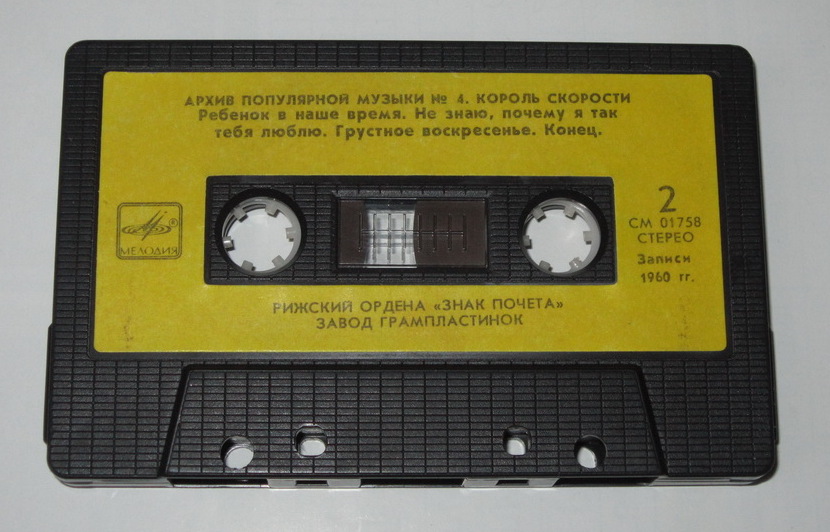 АРХИВ ПОПУЛЯРНОЙ МУЗЫКИ № 4. КОРОЛЬ СКОРОСТИ
Ребенок в наше время. Не знаю, почему я так
тебя люблю. Грустное воскресенье. Конец.
2
СМ 01758
СТЕРЕО
Записи
1960 гг.
® 
МЕЛОДИЯ
РИЖСКИЙ ОРДЕНА «ЗНАК ПОЧЕТА»
ЗАВОД ГРАМПЛАСТИНОК